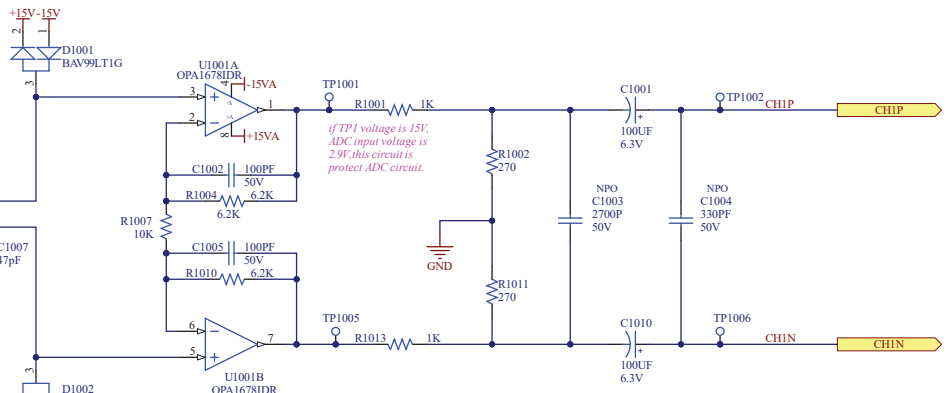 +15V
-15V
2
1
D1001
BAV99LT1G
3
U1001A
OPA1678IDR
4
-15VA
3
+
1
2
-
8
+15VA
TP1001
R1001
1K
if TP1 voltage is 15V,
ADC input voltage is
2.9V,this circuit is
protect ADC circuit.
C1002
100PF
50V
R1004
6.2K
6.2K
R1007
10K
C1005
100PF
50V
R1010
6.2K
C1007
47pF
R1002
270
GND
R1011
270
NPO
C1003
2700P
50V
C1001
+
100UF
6.3V
TP1002
CH1P
CH1P
NPO
C1004
330PF
50V
6
-
5
+
7
U1001B
OPA1678IDR
TP1005
R1013
1K
C1010
+
100UF
6.3V
TP1006
CH1N
CH1N
3
D1002